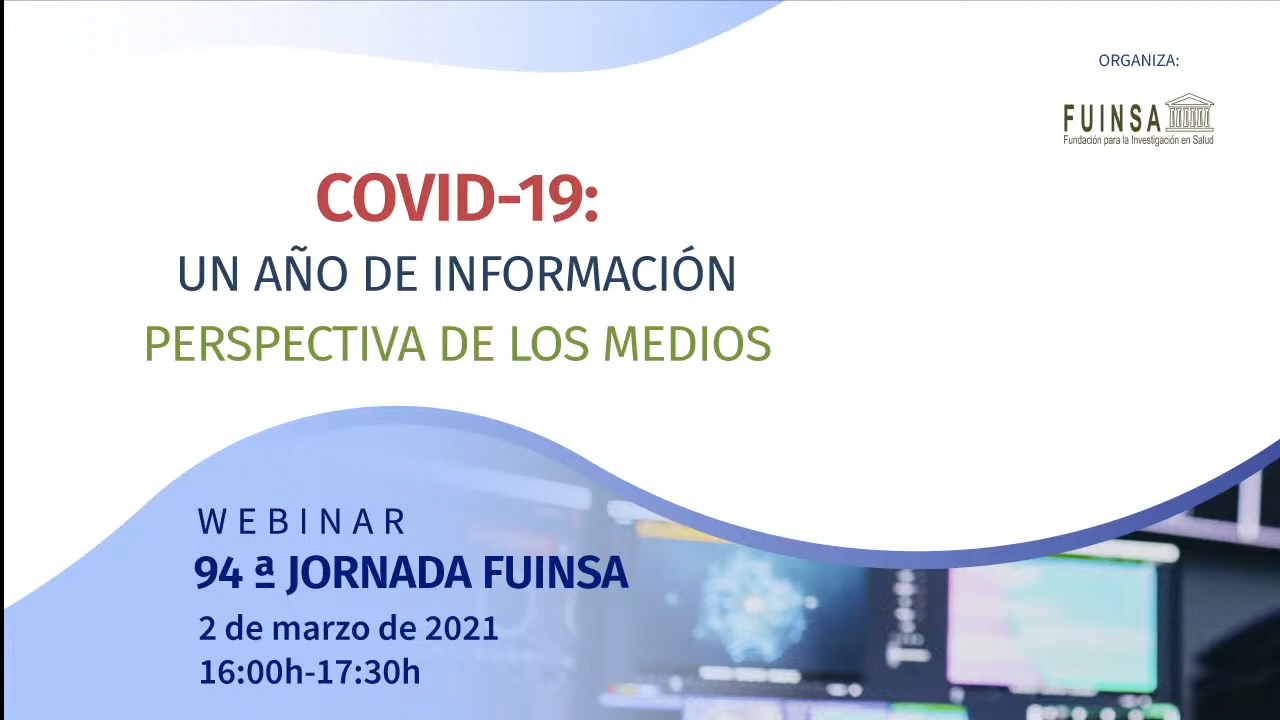 ORGANIZA:
FUINSA
Fundación para la Investigación en Salud
COVID-19:
UN AÑO DE INFORMACIÓN
PERSPECTIVA DE LOS MEDIOS
WEBINAR
94 ª JORNADA FUINSA
2 de marzo de 2021
16:00h-17:30h